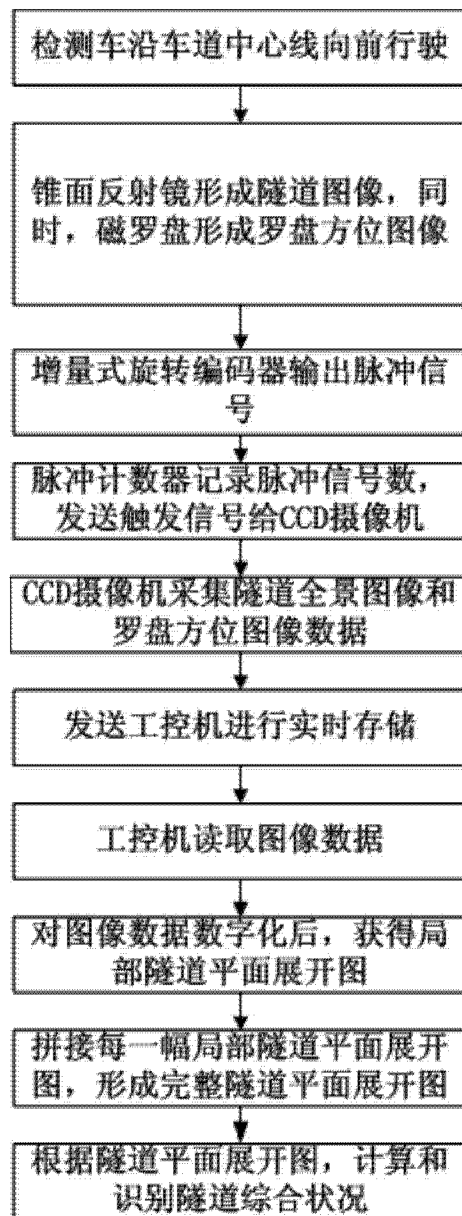 检测车沿车道中心线向前行驶
锥面反射镜形成隧道图像，同
时，磁罗盘形成罗盘方位图像
增量式旋转编码器输出脉冲信
号
脉冲计数器记录脉冲信号数，
发送触发信号给CCD摄像机
CCD摄像机采集隧道全景图像和
罗盘方位图像数据
发送工控机进行实时存储
工控机读取图像数据
对图像数据数字化后，获得局
部隧道平面展开图
拼接每一幅局部隧道平面展开
图，形成完整隧道平面展开图
根据隧道平面展开图，计算和
识别隧道综合状况